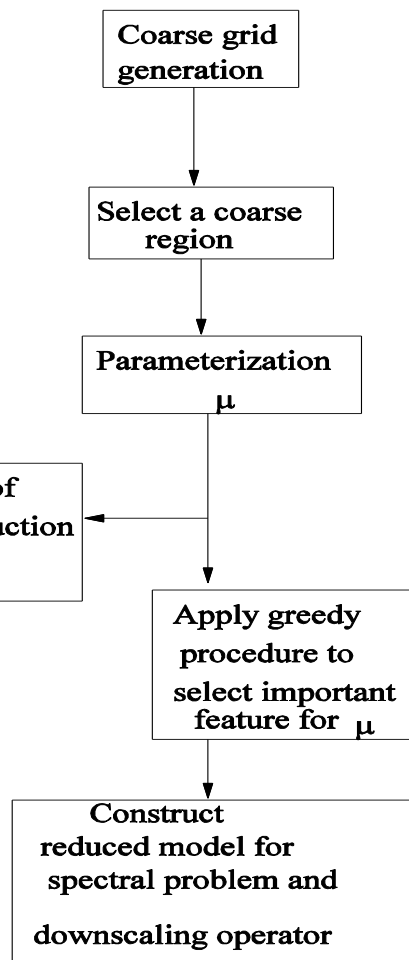 Coarse grid
generation
Select a coarse
region
Parameterization
μ
of
Apply greedy
procedure to
select important
feature for μ
Construct
reduced model for
spectral problem and
downscaling operator